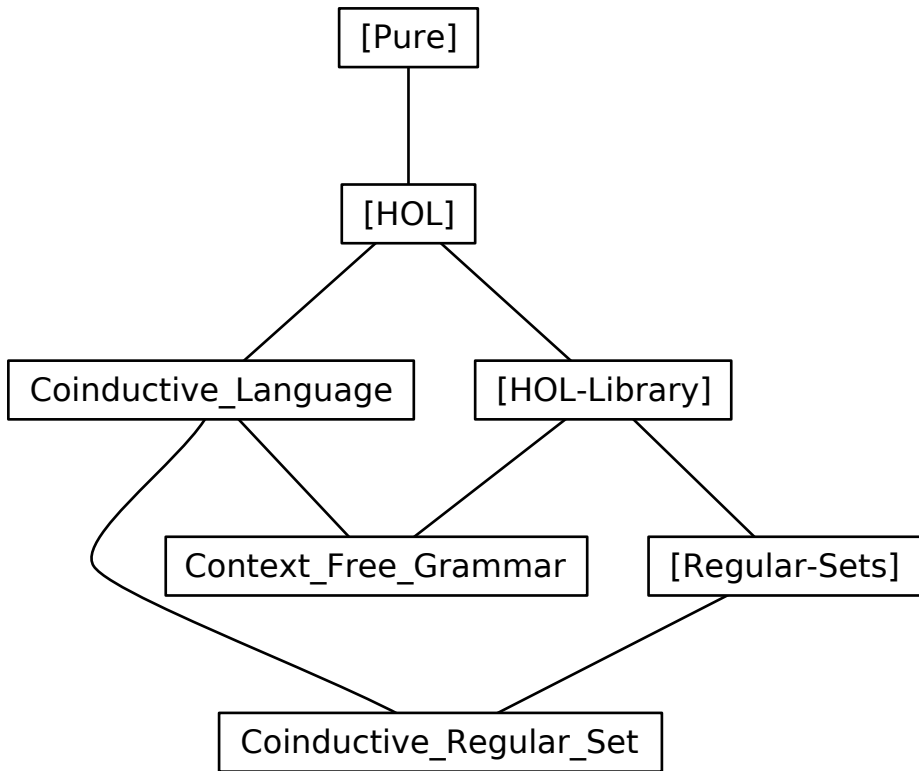 [Pure]
[HOL]
Coinductive_Language
[HOL-Library]
Context_Free_Grammar
[Regular-Sets]
Coinductive_Regular_Set